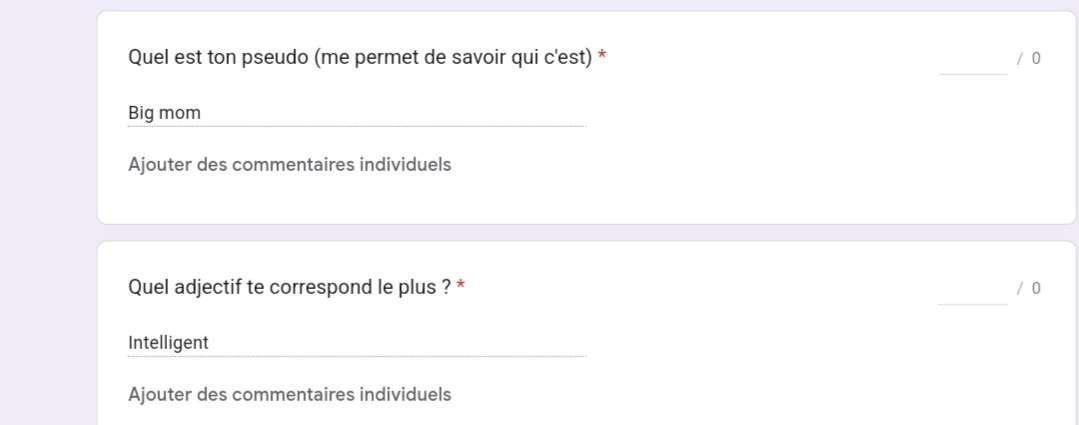 Quel est ton pseudo (me permet de savoir qui c'est) *
/ 0
Big mom
Ajouter des commentaires individuels
Quel adjectif te correspond le plus ? *
/ 0
Intelligent
Ajouter des commentaires individuels